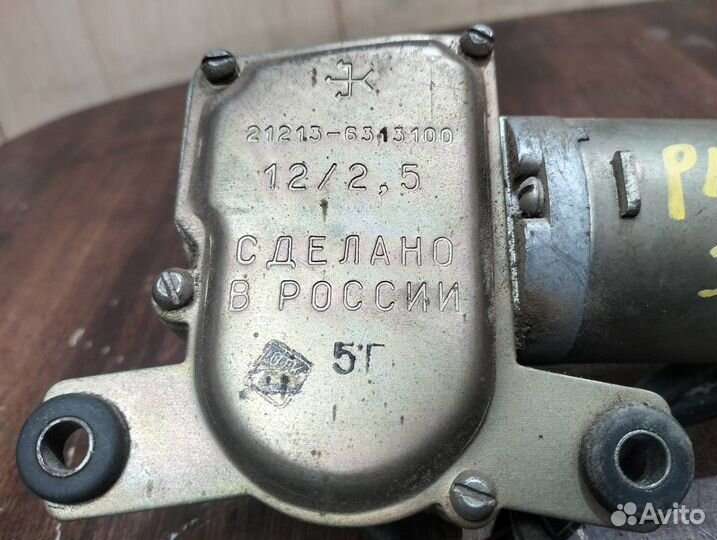 21213-6313100
12/2,5
СДЕЛАНО
В РОССИИ
5Г
Avito